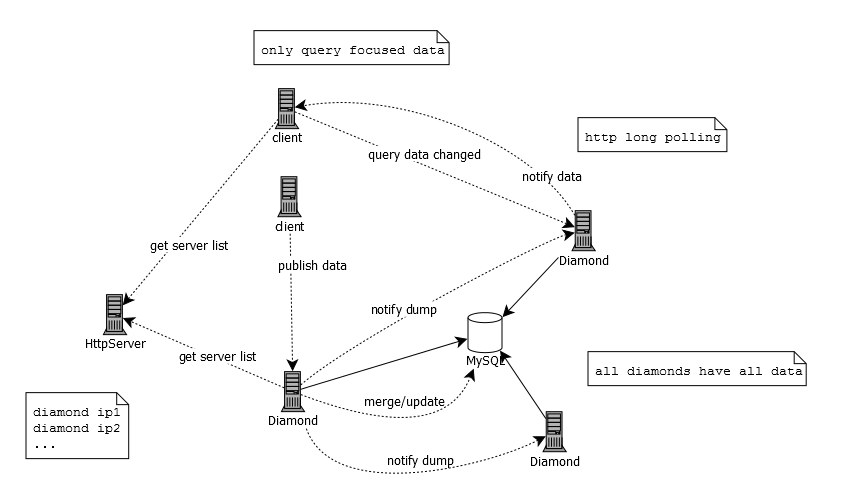 only query focused data
client
http long polling
query data changed
notify data
client
get server list
Diamond
publish data
notify dump
HttpServer
get server list
MySQL
all diamonds have all data
merge/update
Diamond
diamond ip1
diamond ip2
...
notify dump
Diamond